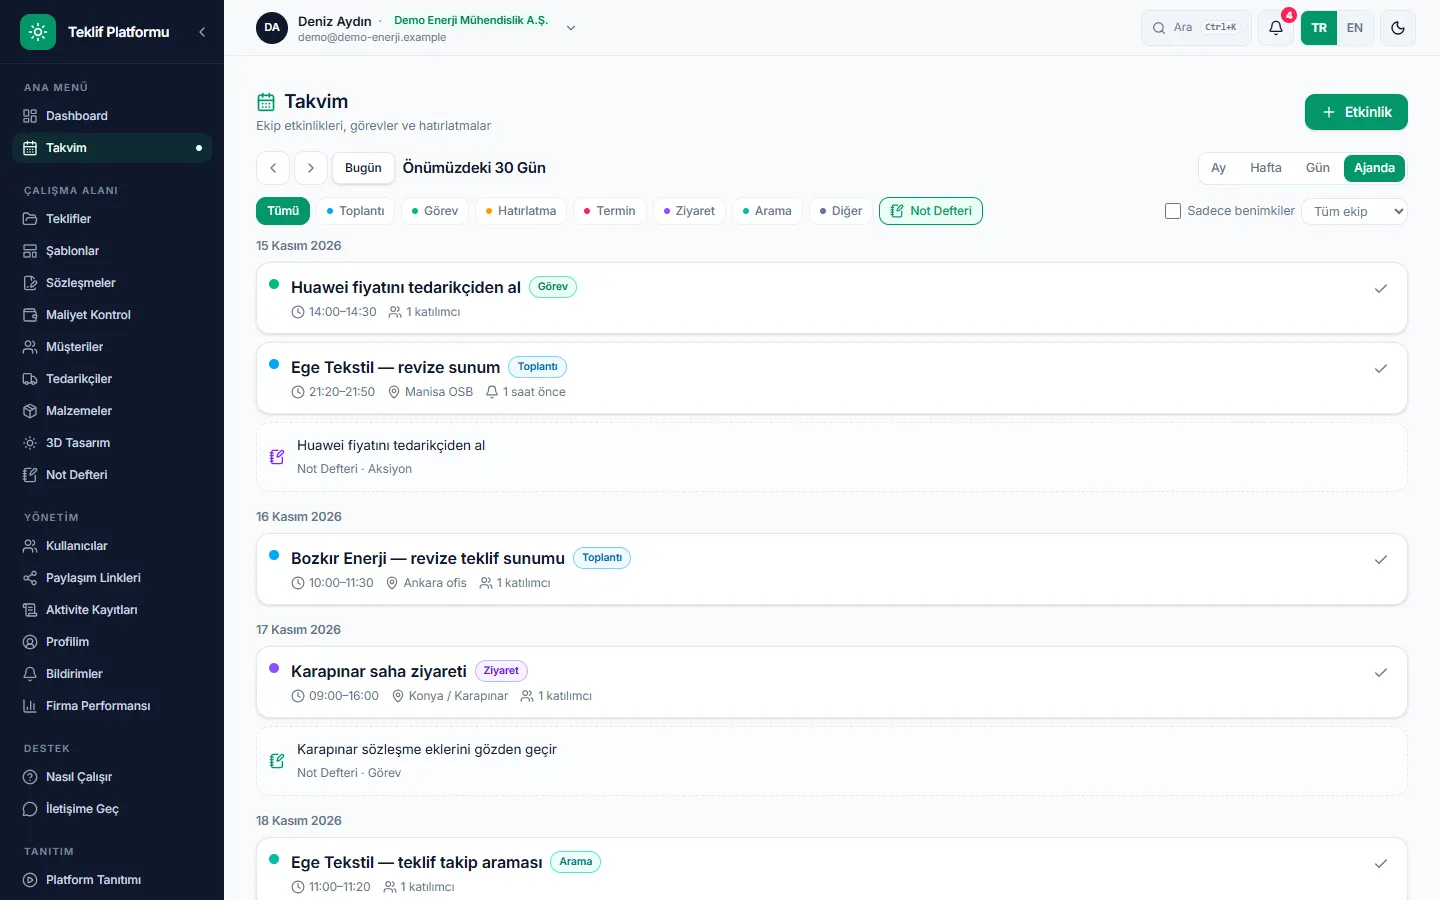 Teklif Platformu
ANA MENÜ
Dashboard
Takvim
ÇALIŞMA ALANI
Teklifler
Şablonlar
Sözleşmeler
Maliyet Kontrol
Müşteriler
Tedarikçiler
Malzemeler
3D Tasarım
Not Defteri
YÖNETİM
Kullanıcılar
Paylaşım Linkleri
Aktivite Kayıtları
Profilim
Bildirimler
Firma Performansı
DESTEK
Nasıl Çalışır
İletişime Geç
TANITIM
Platform Tanıtımı
DA
Deniz Aydın · Demo Enerji Mühendislik A.Ş.
demo@demo-enerji.example
Ara Ctrl+K
4
TR EN
Takvim
Ekip etkinlikleri, görevler ve hatırlatmalar
+ Etkinlik
Bugün Önümüzdeki 30 Gün
Ay Hafta Gün Ajanda
Tümü Toplantı Görev Hatırlatma Termin Ziyaret Arama Diğer Not Defteri
Sadece benimkiler Tüm ekip
15 Kasım 2026
Huawei fiyatını tedarikçiden al Görev
14:00–14:30 1 katılımcı
Ege Tekstil — revize sunum Toplantı
21:20–21:50 Manisa OSB 1 saat önce
Huawei fiyatını tedarikçiden al
Not Defteri · Aksiyon
16 Kasım 2026
Bozkır Enerji — revize teklif sunumu Toplantı
10:00–11:30 Ankara ofis 1 katılımcı
17 Kasım 2026
Karapınar saha ziyareti Ziyaret
09:00–16:00 Konya / Karapınar 1 katılımcı
Karapınar sözleşme eklerini gözden geçir
Not Defteri · Görev
18 Kasım 2026
Ege Tekstil — teklif takip araması Arama
11:00–11:20 1 katılımcı